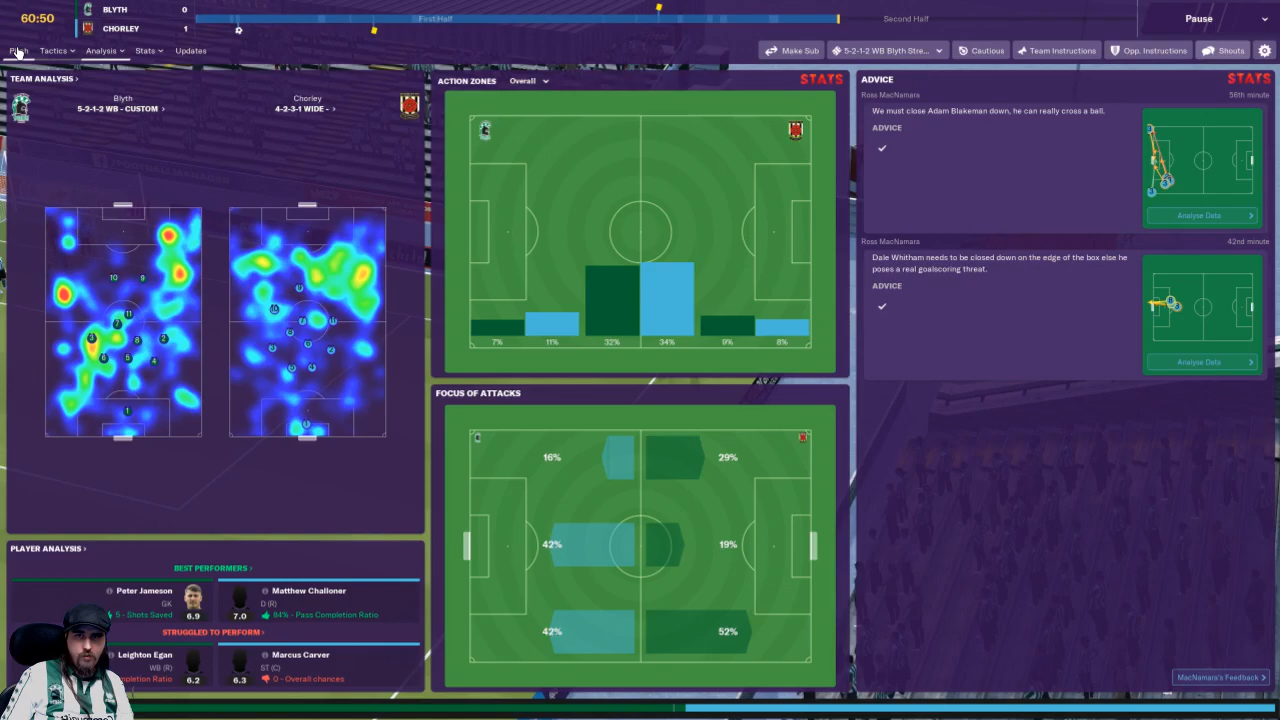 60:50
BLYTH 0
CHORLEY 1
First Half
Second Half
Pause
Pitch
Tactics
Analysis
Stats
Updates
Make Sub
5-2-1-2 WB Blyth Stre...
Cautious
Team Instructions
Opp. Instructions
Shouts
TEAM ANALYSIS >
Blyth
5-2-1-2 WB - CUSTOM >
Chorley
4-2-3-1 WIDE - >
ACTION ZONES
Overall
STATS
7% 11% 32% 34% 9% 8%
FOCUS OF ATTACKS
16% 29%
42% 19%
42% 52%
ADVICE
STATS
Ross MacNamara
56th minute
We must close Adam Blakeman down, he can really cross a ball.
ADVICE
Analyse Data >
Ross MacNamara
42nd minute
Dale Whitham needs to be closed down on the edge of the box else he
poses a real goalscoring threat.
ADVICE
Analyse Data >
MacNamara's Feedback >
PLAYER ANALYSIS >
BEST PERFORMERS >
Peter Jameson
GK
5 - Shots Saved
6.9
Matthew Challoner
D (R)
7.0
84% - Pass Completion Ratio
STRUGGLED TO PERFORM >
Leighton Egan
WB (R)
pletion Ratio
6.2
Marcus Carver
ST (C)
6.3
0 - Overall chances